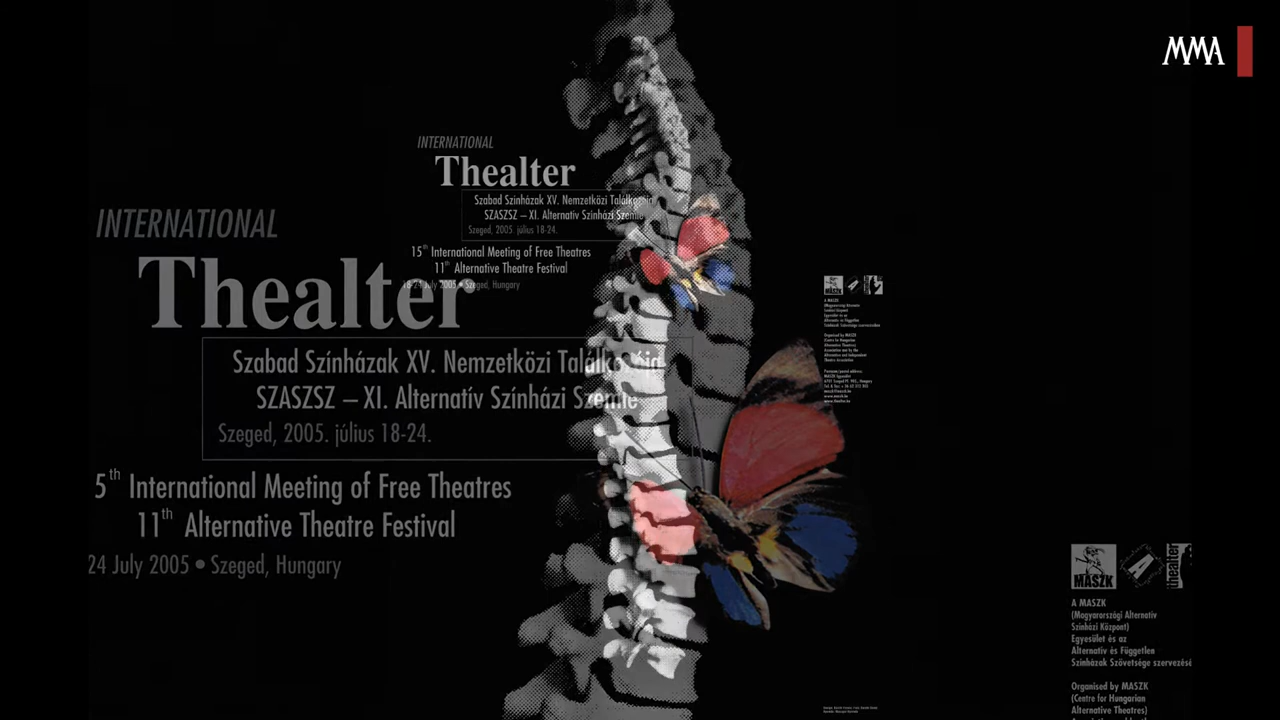 MMA
INTERNATIONAL
Thealter
Szabad Színházak XV. Nemzetközi Találkozója
SZASZSZ – XI. Alternatív Színházi Szemle
Szeged, 2005. július 18-24.
15th International Meeting of Free Theatres
11th Alternative Theatre Festival
18-24 July 2005 • Szeged, Hungary
INTERNATIONAL
Thealter
Szabad Színházak XV. Nemzetközi Találkozója
SZASZSZ – XI. Alternatív Színházi Szemle
Szeged, 2005. július 18-24.
5th International Meeting of Free Theatres
11th Alternative Theatre Festival
24 July 2005 • Szeged, Hungary
MASZK
A
thealter
A MASZK
(Magyarországi Alternatív
Színházi Központ)
Egyesület és az
Alternatív és Független
Színházak Szövetsége szervezésé
Organised by MASZK
(Centre for Hungarian
Alternative Theatres)